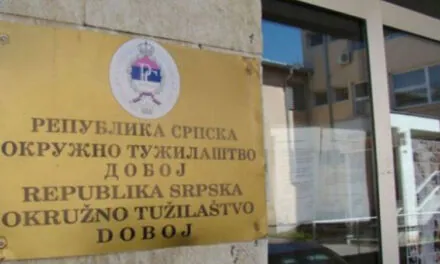 РЕПУБЛИКА СРПСКА
ОКРУЖНО ТУЖИЛАШТВО
ДОБОЈ
REPUBLIKA SRPSKA
OKRUŽNO TUŽILAŠTVO
DOBOJ